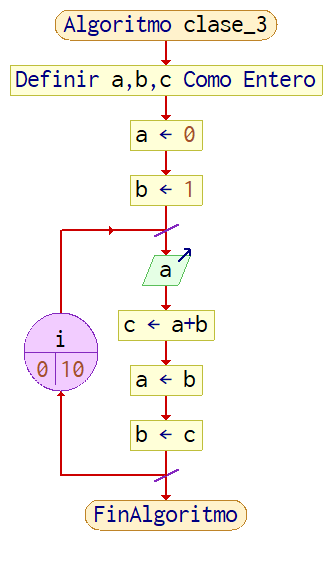 Algoritmo clase_3
Definir a,b,c Como Entero
a ← 0
b ← 1
a
c ← a+b
i
0 10
a ← b
b ← c
FinAlgoritmo